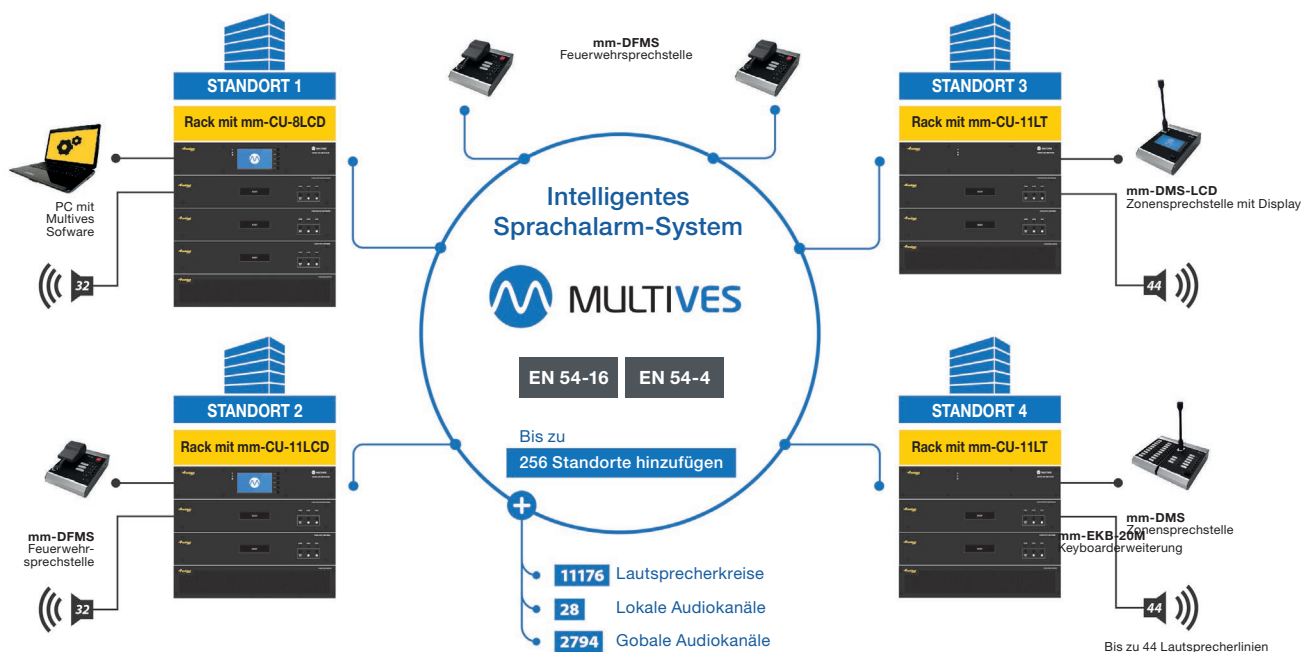 mm-DFMS
Feuerwehrsprechstelle
STANDORT 1
Rack mit mm-CU-8LCD
PC mit
Multives
Sofware
32
STANDORT 3
Rack mit mm-CU-11LT
mm-DMS-LCD
Zonensprechstelle mit Display
44
Intelligentes
Sprachalarm-System
MULTIVES
EN 54-16 EN 54-4
Bis zu
256 Standorte hinzufügen
STANDORT 2
Rack mit mm-CU-11LCD
mm-DFMS
Feuerwehr-
sprechstelle
32
STANDORT 4
Rack mit mm-CU-11LT
mm-DMS
Zonensprechstelle
mm-EKB-20M
Keyboarderweiterung
44
Bis zu 44 Lautsprecherlinien
+
11176 Lautsprecherkreise
28 Lokale Audiokanäle
2794 Gobale Audiokanäle